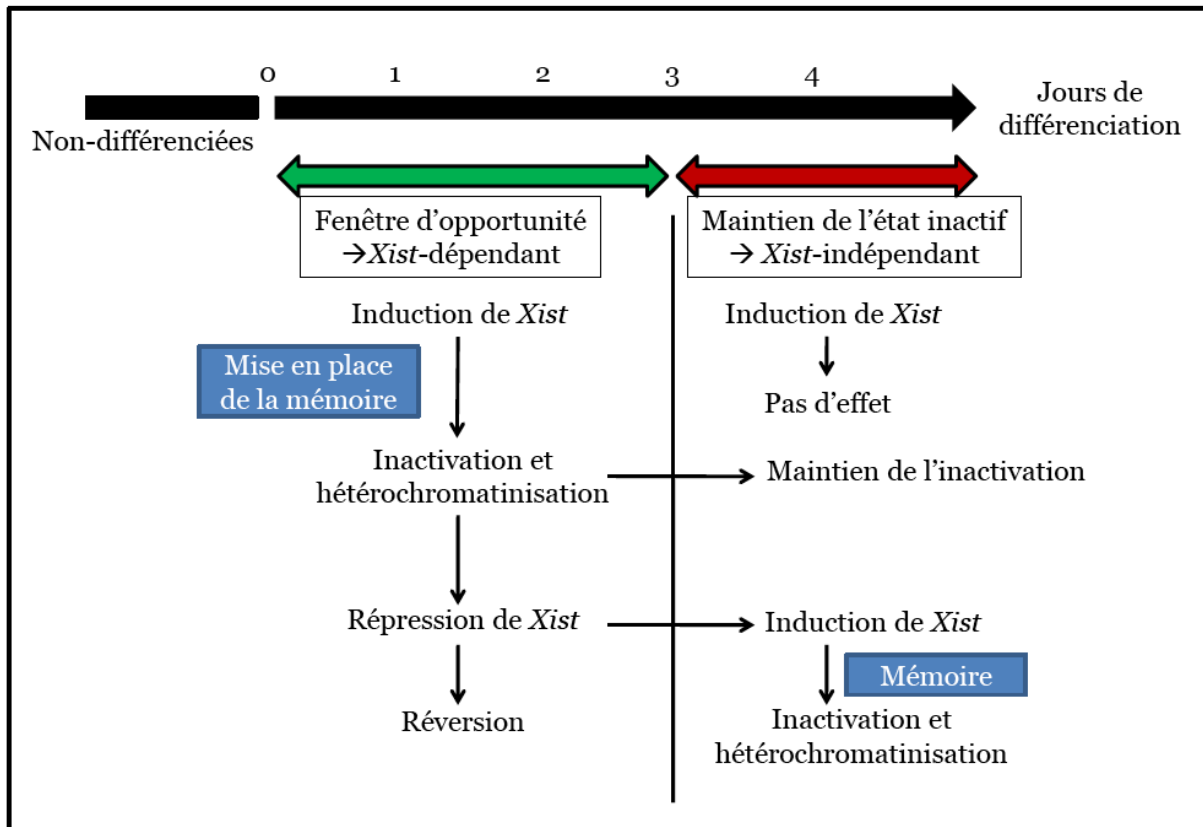 0 1 2 3 4
Jours de
différenciation
Non-différenciées
Fenêtre d'opportunité
→Xist-dépendant
Maintien de l'état inactif
→ Xist-indépendant
Induction de Xist
Induction de Xist
Mise en place
de la mémoire
Pas d'effet
Inactivation et
hétérochromatinisation
Maintien de l'inactivation
Répression de Xist
Induction de Xist
Mémoire
Réversion
Inactivation et
hétérochromatinisation